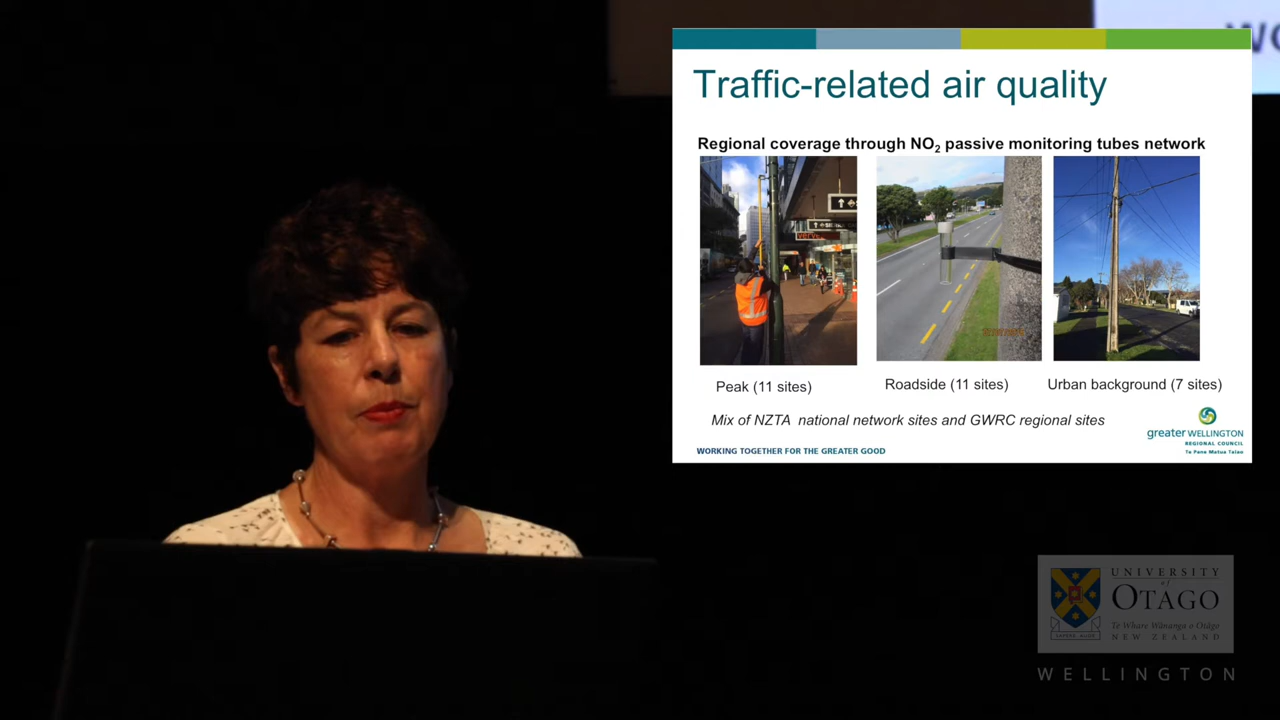 Traffic-related air quality
Regional coverage through NO₂ passive monitoring tubes network
Peak (11 sites)
Roadside (11 sites)
Urban background (7 sites)
Mix of NZTA national network sites and GWRC regional sites
greater WELLINGTON
REGIONAL COUNCIL
Te Pane Matua Taiao
WORKING TOGETHER FOR THE GREATER GOOD
UNIVERSITY
of
OTAGO
Te Whare Wānanga o Otāgo
NEW ZEALAND
WELLINGTON